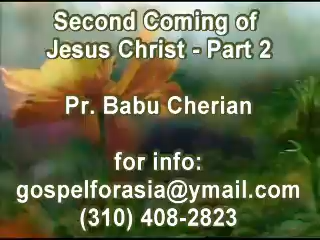 Second Coming of
Jesus Christ - Part 2
Pr. Babu Cherian
for info:
gospelforasia@ymail.com
(310) 408-2823